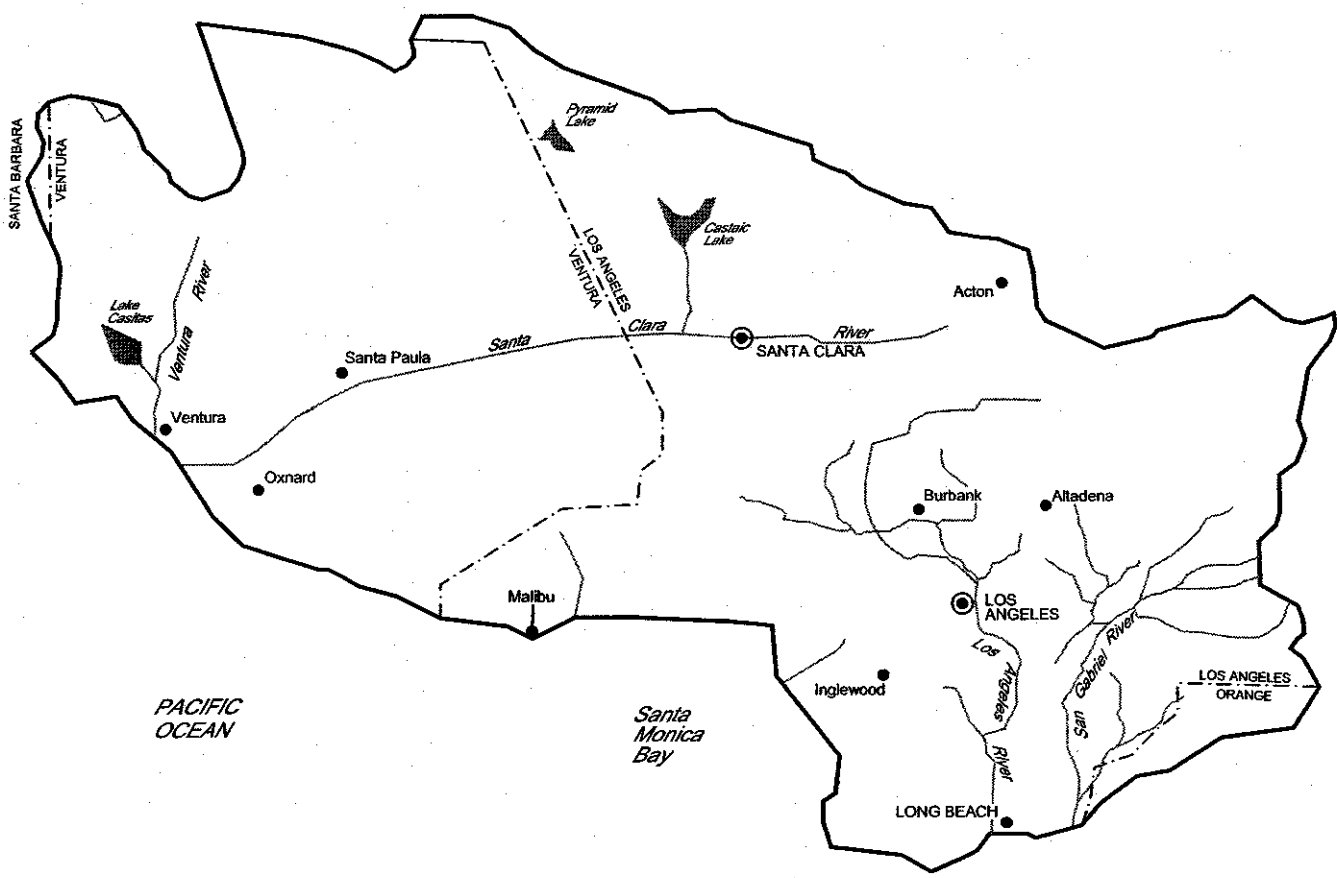 Pyramid
Lake
SANTA BARBARA
VENTURA
Castaic
Lake
LOS ANGELES
VENTURA
Acton
Lake
Casitas
Ventura River
Santa Clara River
SANTA CLARA
Santa Paula
Ventura
Oxnard
Burbank
Altadena
Malibu
LOS
ANGELES
Los Angeles River
San Gabriel River
Inglewood
LOS ANGELES
ORANGE
PACIFIC
OCEAN
Santa
Monica
Bay
LONG BEACH